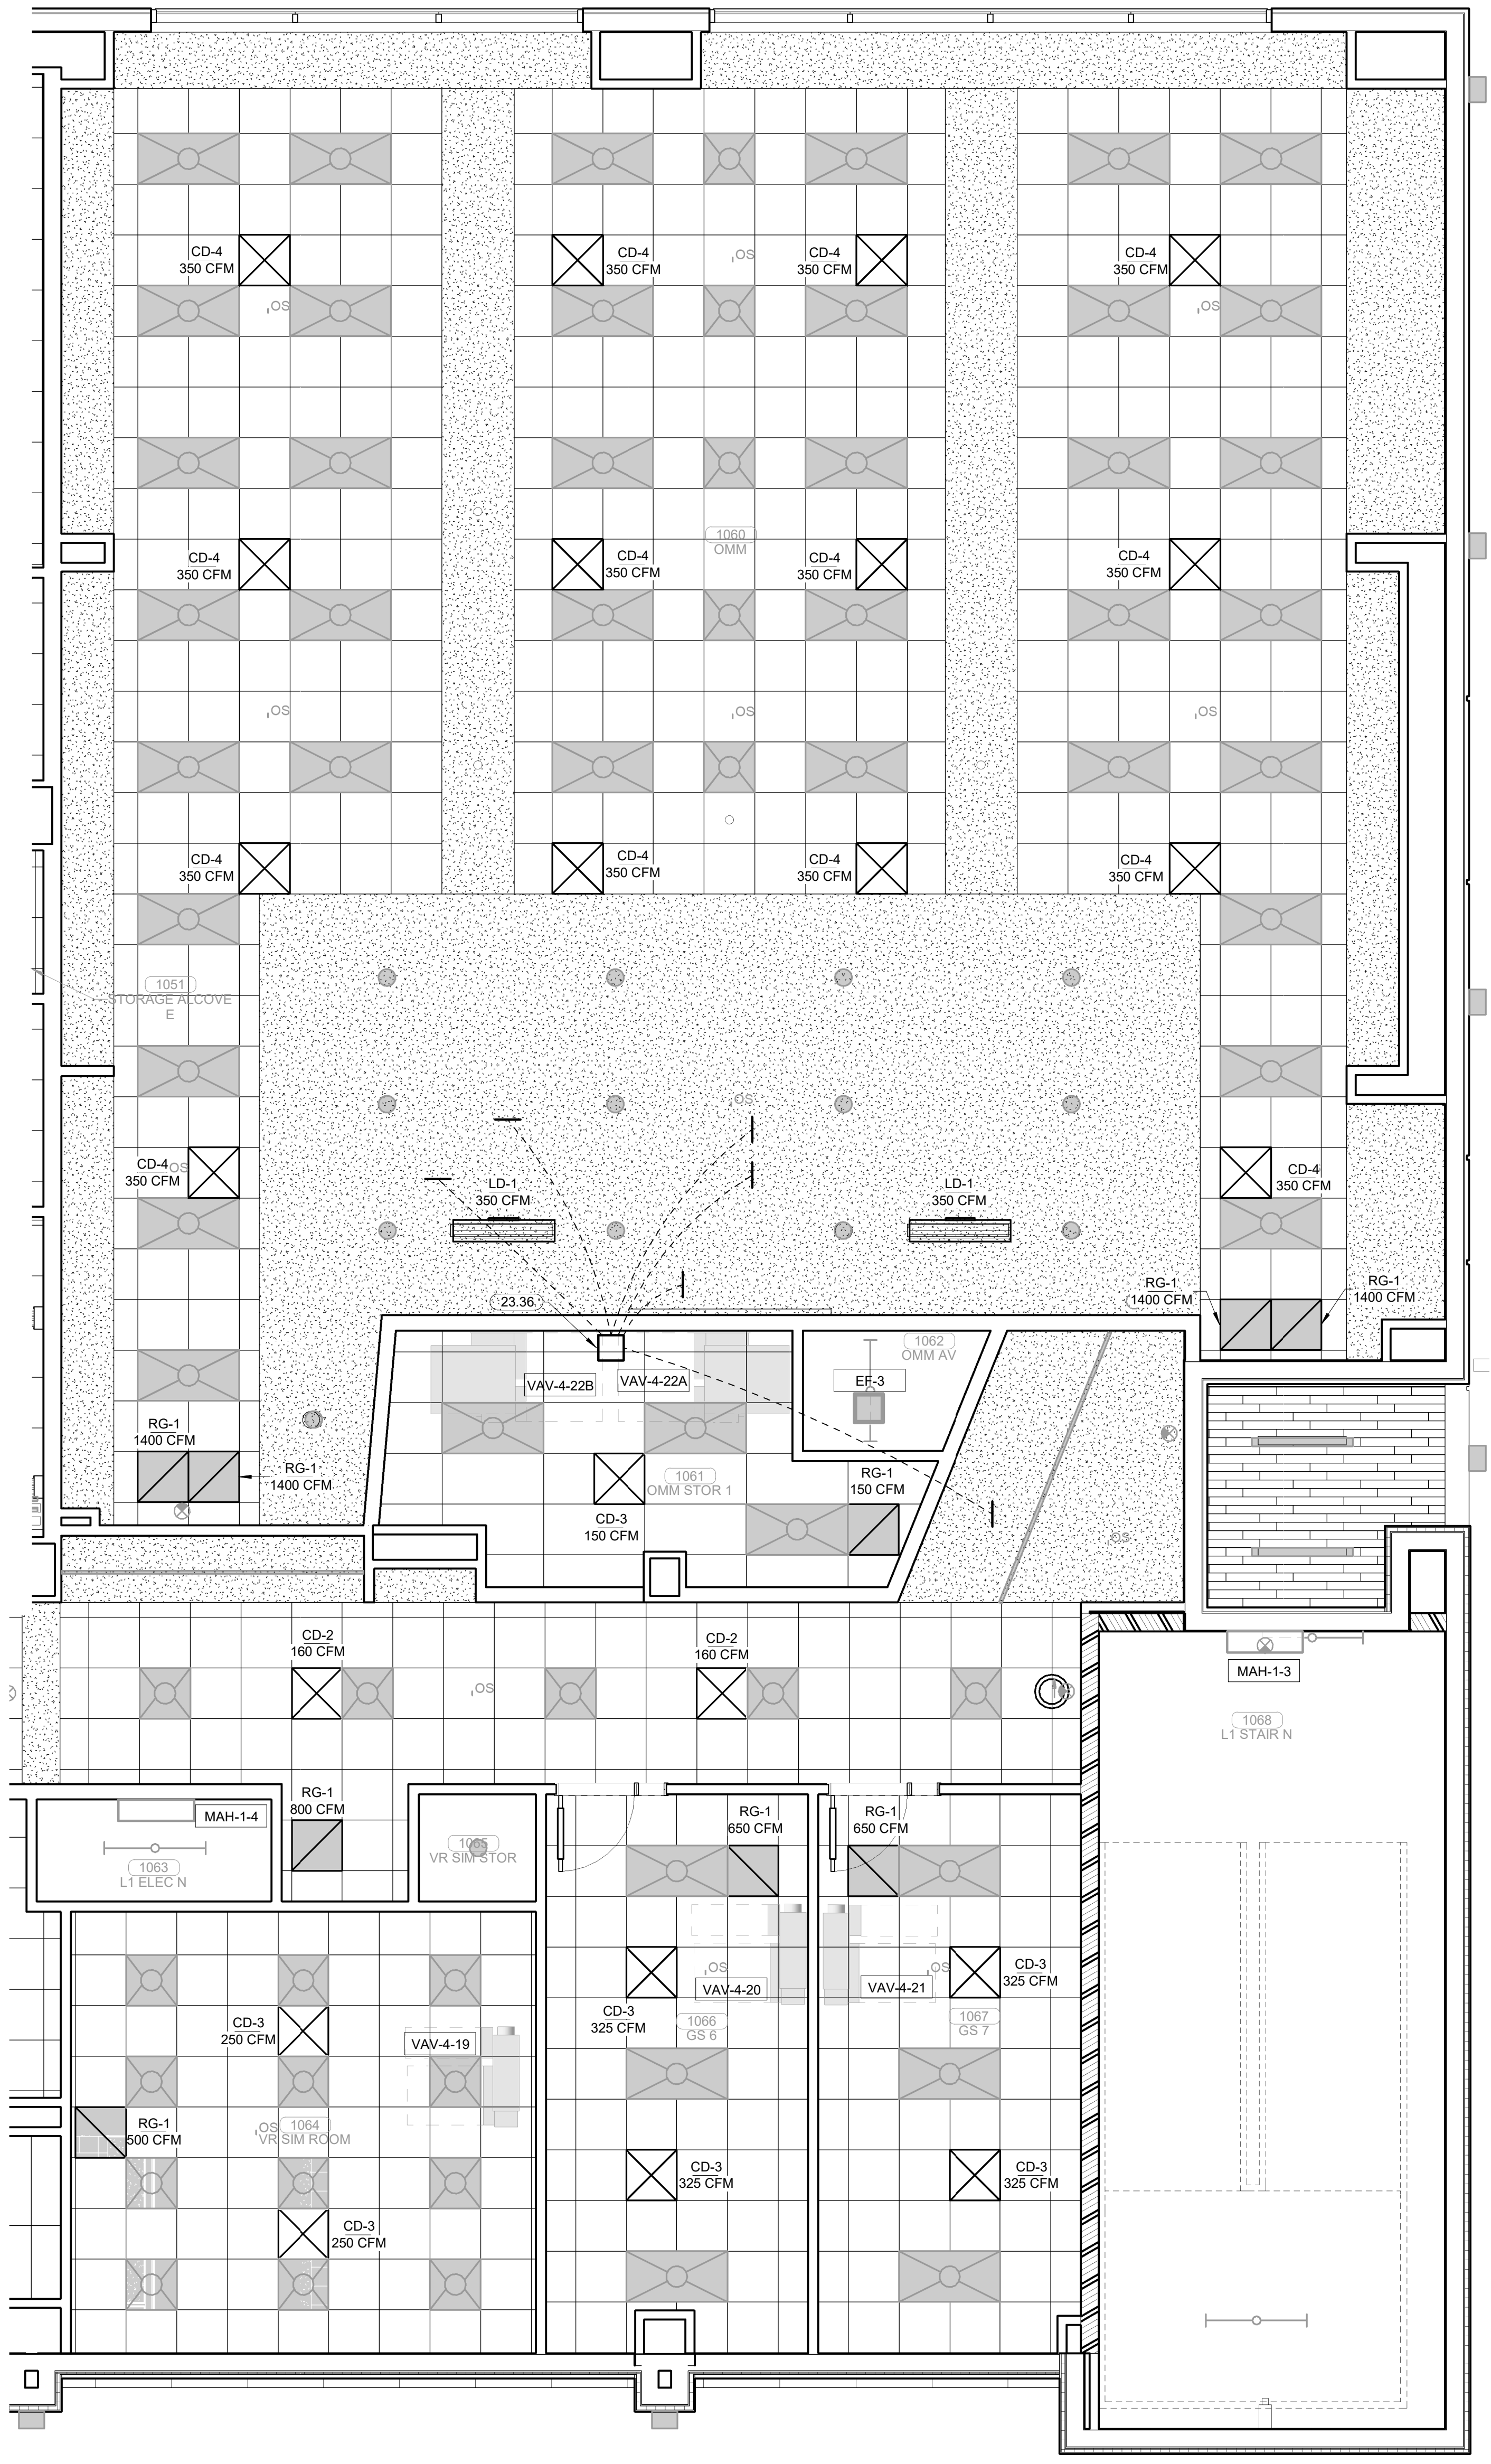 CD-4
350 CFM
CD-4
350 CFM
OS
CD-4
350 CFM
CD-4
350 CFM
OS
OS
CD-4
350 CFM
CD-4
350 CFM
1060
OMM
CD-4
350 CFM
CD-4
350 CFM
OS
OS
OS
CD-4
350 CFM
CD-4
350 CFM
CD-4
350 CFM
CD-4
350 CFM
1051
STORAGE ALCOVE
E
OS
CD-4
350 CFM
OS
LD-1
350 CFM
LD-1
350 CFM
CD-4
350 CFM
23.36
RG-1
1400 CFM
RG-1
1400 CFM
1062
OMM AV
VAV-4-22B
VAV-4-22A
EF-3
RG-1
1400 CFM
RG-1
1400 CFM
1061
OMM STOR 1
RG-1
150 CFM
CD-3
150 CFM
OS
CD-2
160 CFM
CD-2
160 CFM
OS
MAH-1-3
1068
L1 STAIR N
RG-1
800 CFM
MAH-1-4
1063
L1 ELEC N
1065
VR SIM STOR
RG-1
650 CFM
RG-1
650 CFM
OS
VAV-4-20
OS
VAV-4-21
CD-3
325 CFM
CD-3
325 CFM
1066
GS 6
1067
GS 7
CD-3
250 CFM
VAV-4-19
RG-1
500 CFM
OS
1064
VR SIM ROOM
CD-3
325 CFM
CD-3
325 CFM
CD-3
250 CFM